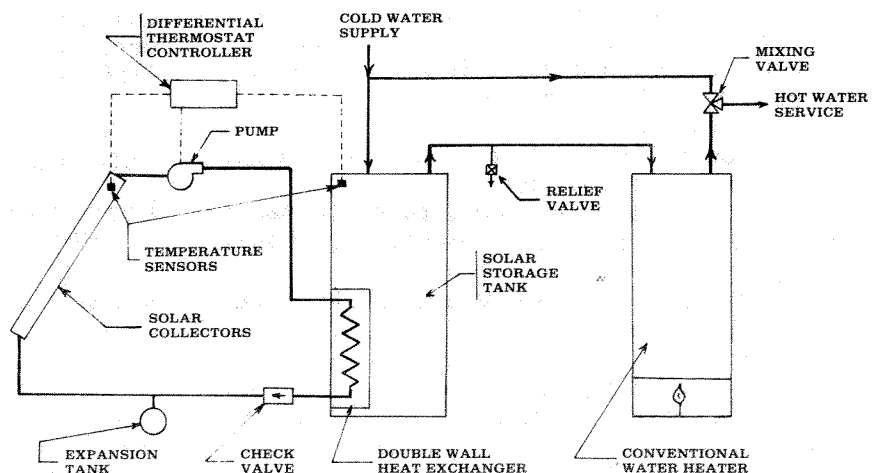 DIFFERENTIAL
THERMOSTAT
CONTROLLER
COLD WATER
SUPPLY
MIXING
VALVE
HOT WATER
SERVICE
PUMP
RELIEF
VALVE
TEMPERATURE
SENSORS
SOLAR
STORAGE
TANK
SOLAR
COLLECTORS
EXPANSION
TANK
CHECK
VALVE
DOUBLE WALL
HEAT EXCHANGER
CONVENTIONAL
WATER HEATER